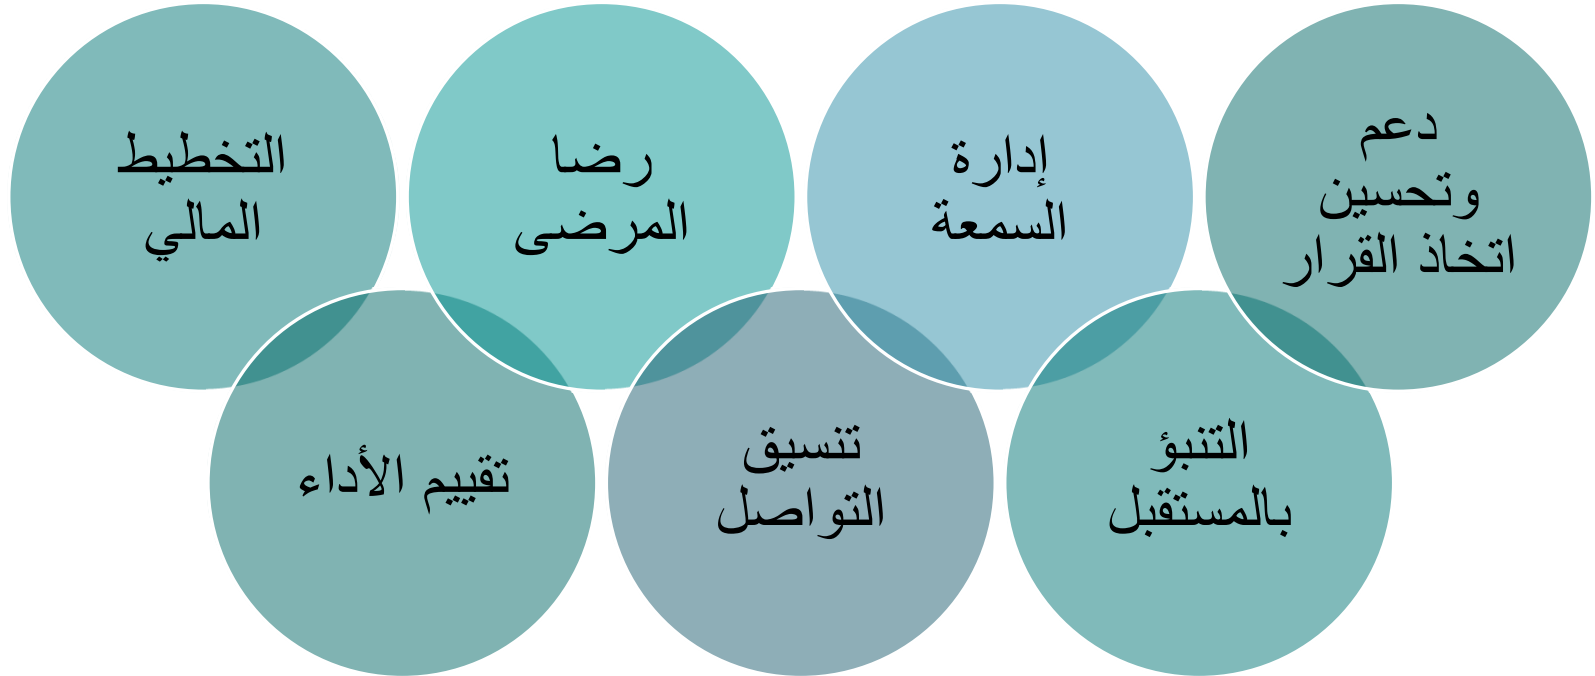 دعم
وتحسين
اتخاذ القرار
إدارة
السمعة
رضا
المرضى
التخطيط
المالي
التنبؤ
بالمستقبل
تنسيق
التواصل
تقييم الأداء